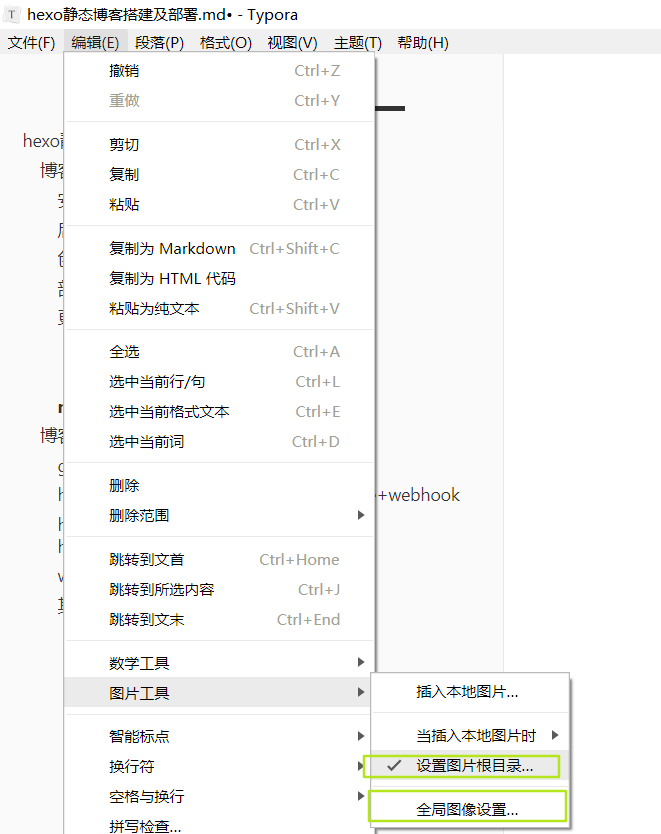 hexo静态博客搭建及部署.md• - Typora
文件(F) 编辑(E) 段落(P) 格式(O) 视图(V) 主题(T) 帮助(H)
撤销 Ctrl+Z
重做 Ctrl+Y
hexo
剪切 Ctrl+X
博
复制 Ctrl+C
粘贴 Ctrl+V
复制为 Markdown Ctrl+Shift+C
复制为 HTML 代码
粘贴为纯文本 Ctrl+Shift+V
全选 Ctrl+A
选中当前行/句 Ctrl+L
选中当前格式文本 Ctrl+E
博客
选中当前词 Ctrl+D
删除
+webhook
删除范围
跳转到文首 Ctrl+Home
跳转到所选内容 Ctrl+J
跳转到文末 Ctrl+End
数学工具
图片工具
插入本地图片...
智能标点
当插入本地图片时
换行符
设置图片根目录...
空格与换行
全局图像设置...
拼写检查...